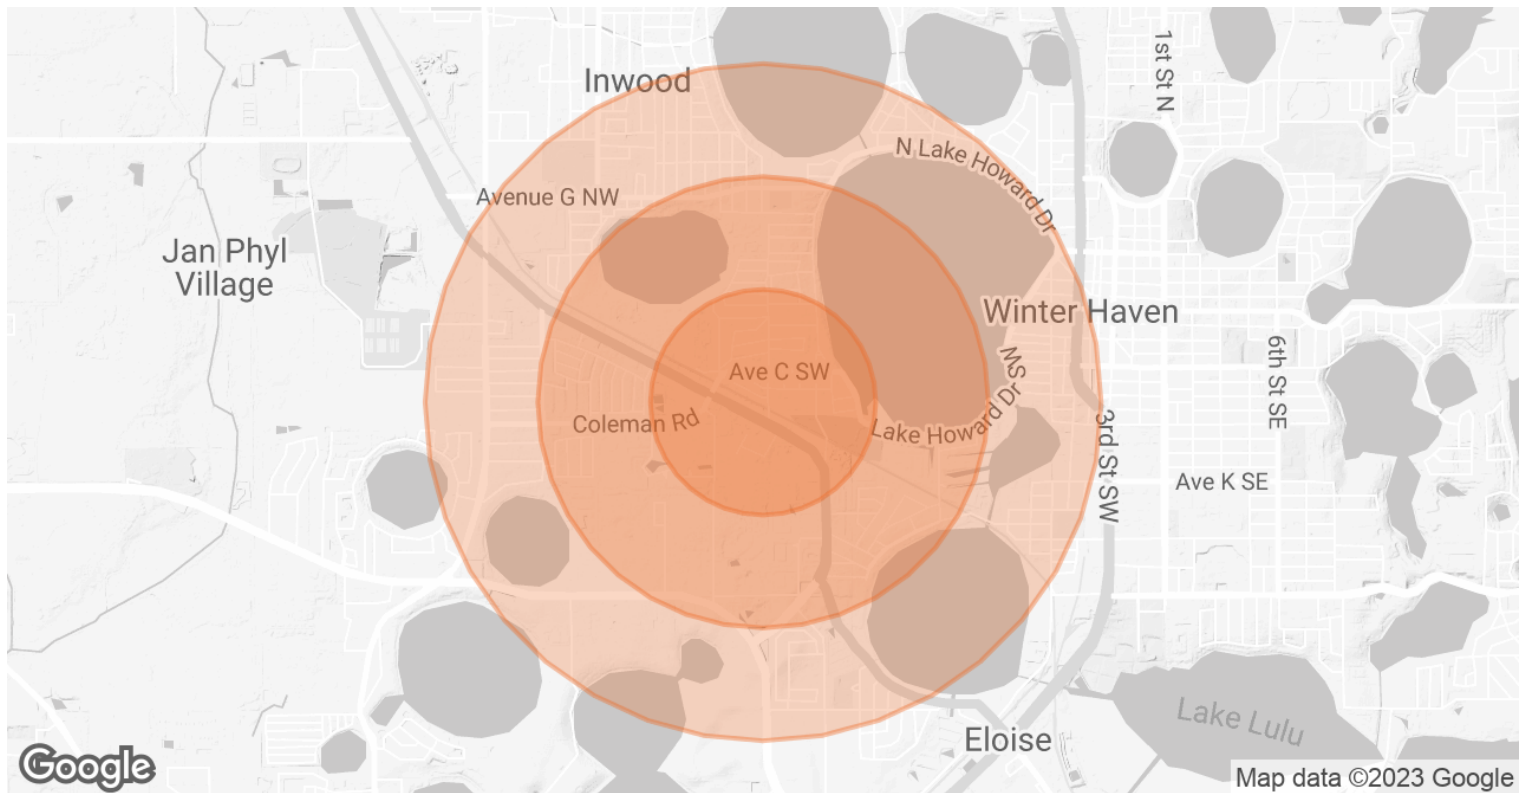 Inwood
1st St N
N Lake Howard Dr
Avenue G NW
Jan Phyl
Village
Winter Haven
Ave C SW
Lake Howard Dr SW
Coleman Rd
6th St SE
3rd St SW
Ave K SE
Lake Lulu
Eloise
Google
Map data ©2023 Google